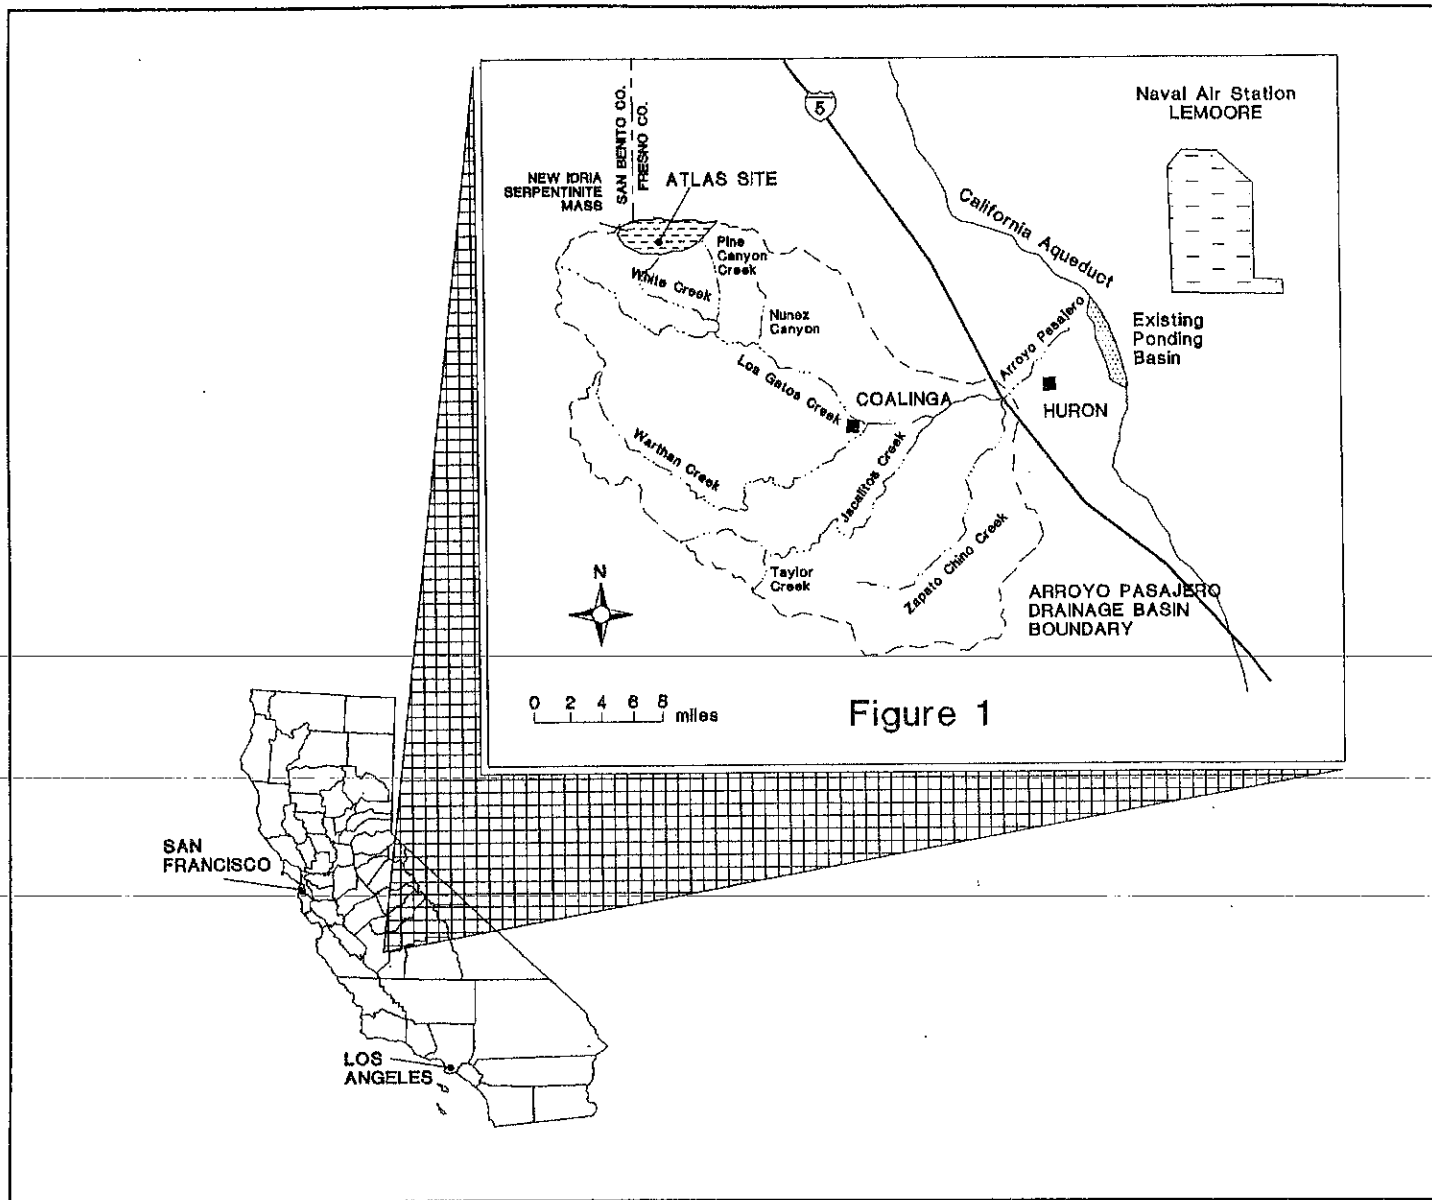 Naval Air Station
LEMOORE
5
SAN BENITO CO.
FRESNO CO.
NEW IDRIA
SERPENTINITE
MASS
ATLAS SITE
California Aqueduct
Pine
Canyon
Creek
White Creek
Nunez
Canyon
Arroyo Pasajero
Existing
Ponding
Basin
Los Gatos Creek
COALINGA
HURON
Warthan Creek
Jacalitos Creek
Zapato Chino Creek
Taylor
Creek
N
ARROYO PASAJERO
DRAINAGE BASIN
BOUNDARY
0 2 4 6 8 miles
Figure 1
SAN
FRANCISCO
LOS
ANGELES